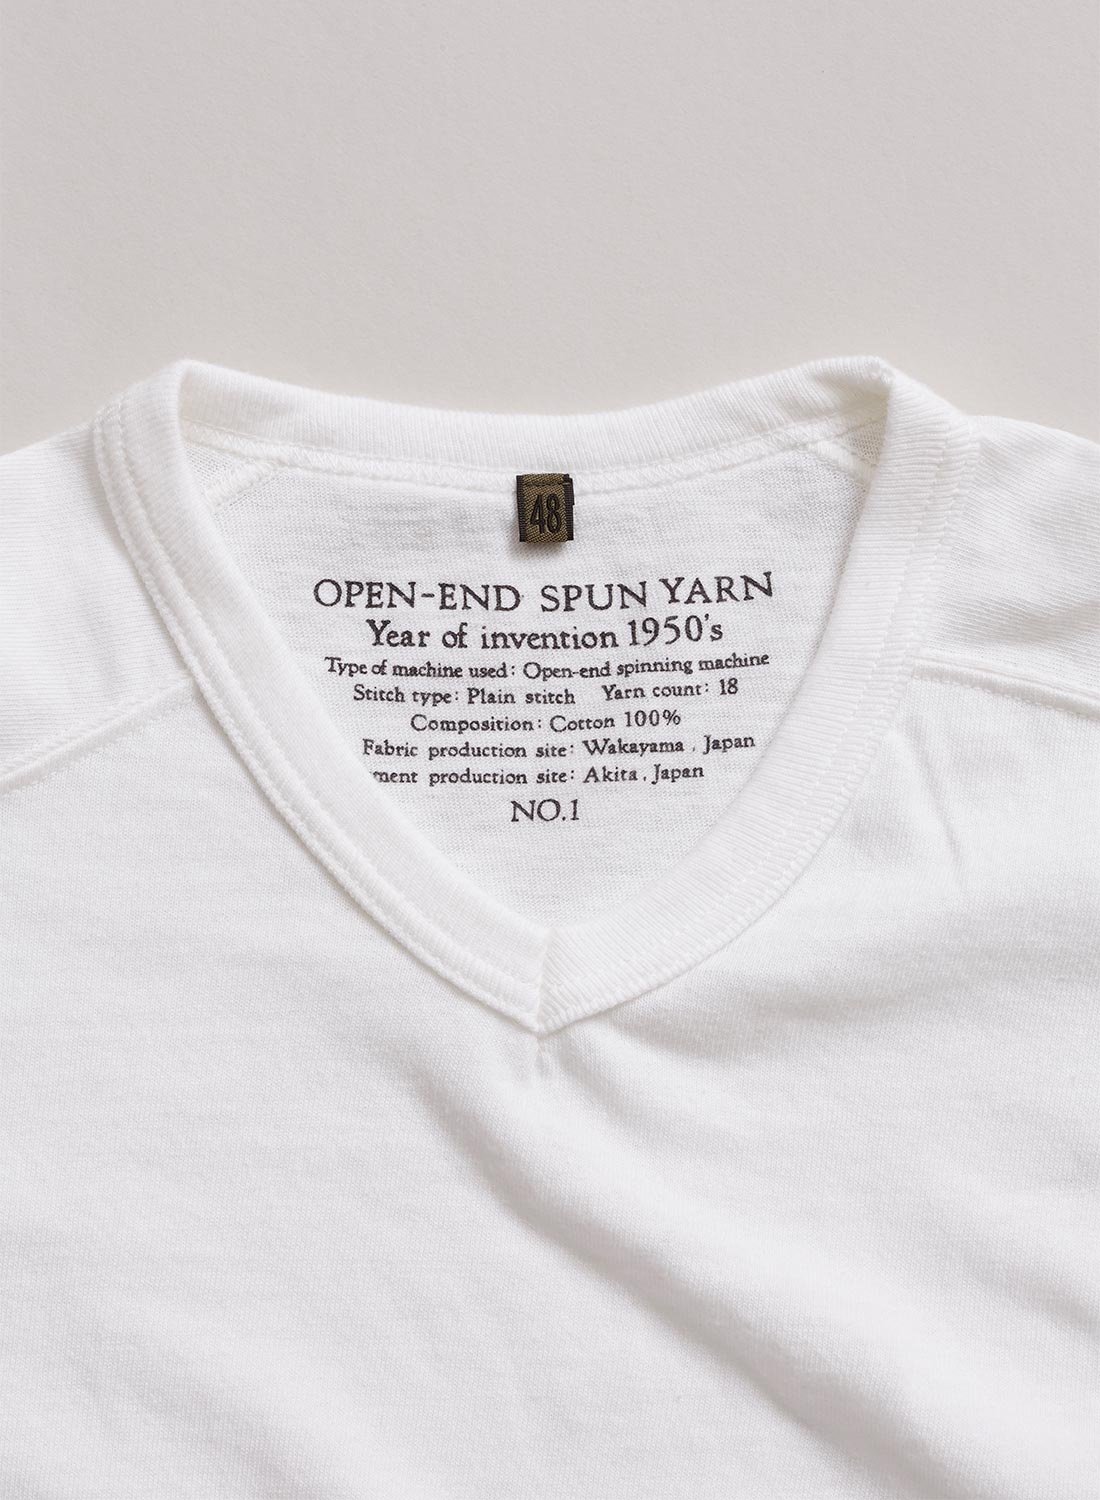 48
OPEN-END SPUN YARN
Year of invention 1950's
Type of machine used: Open-end spinning machine
Stitch type: Plain stitch Yarn count: 18
Composition: Cotton 100%
Fabric production site: Wakayama, Japan
production site: Akita, Japan
NO.1